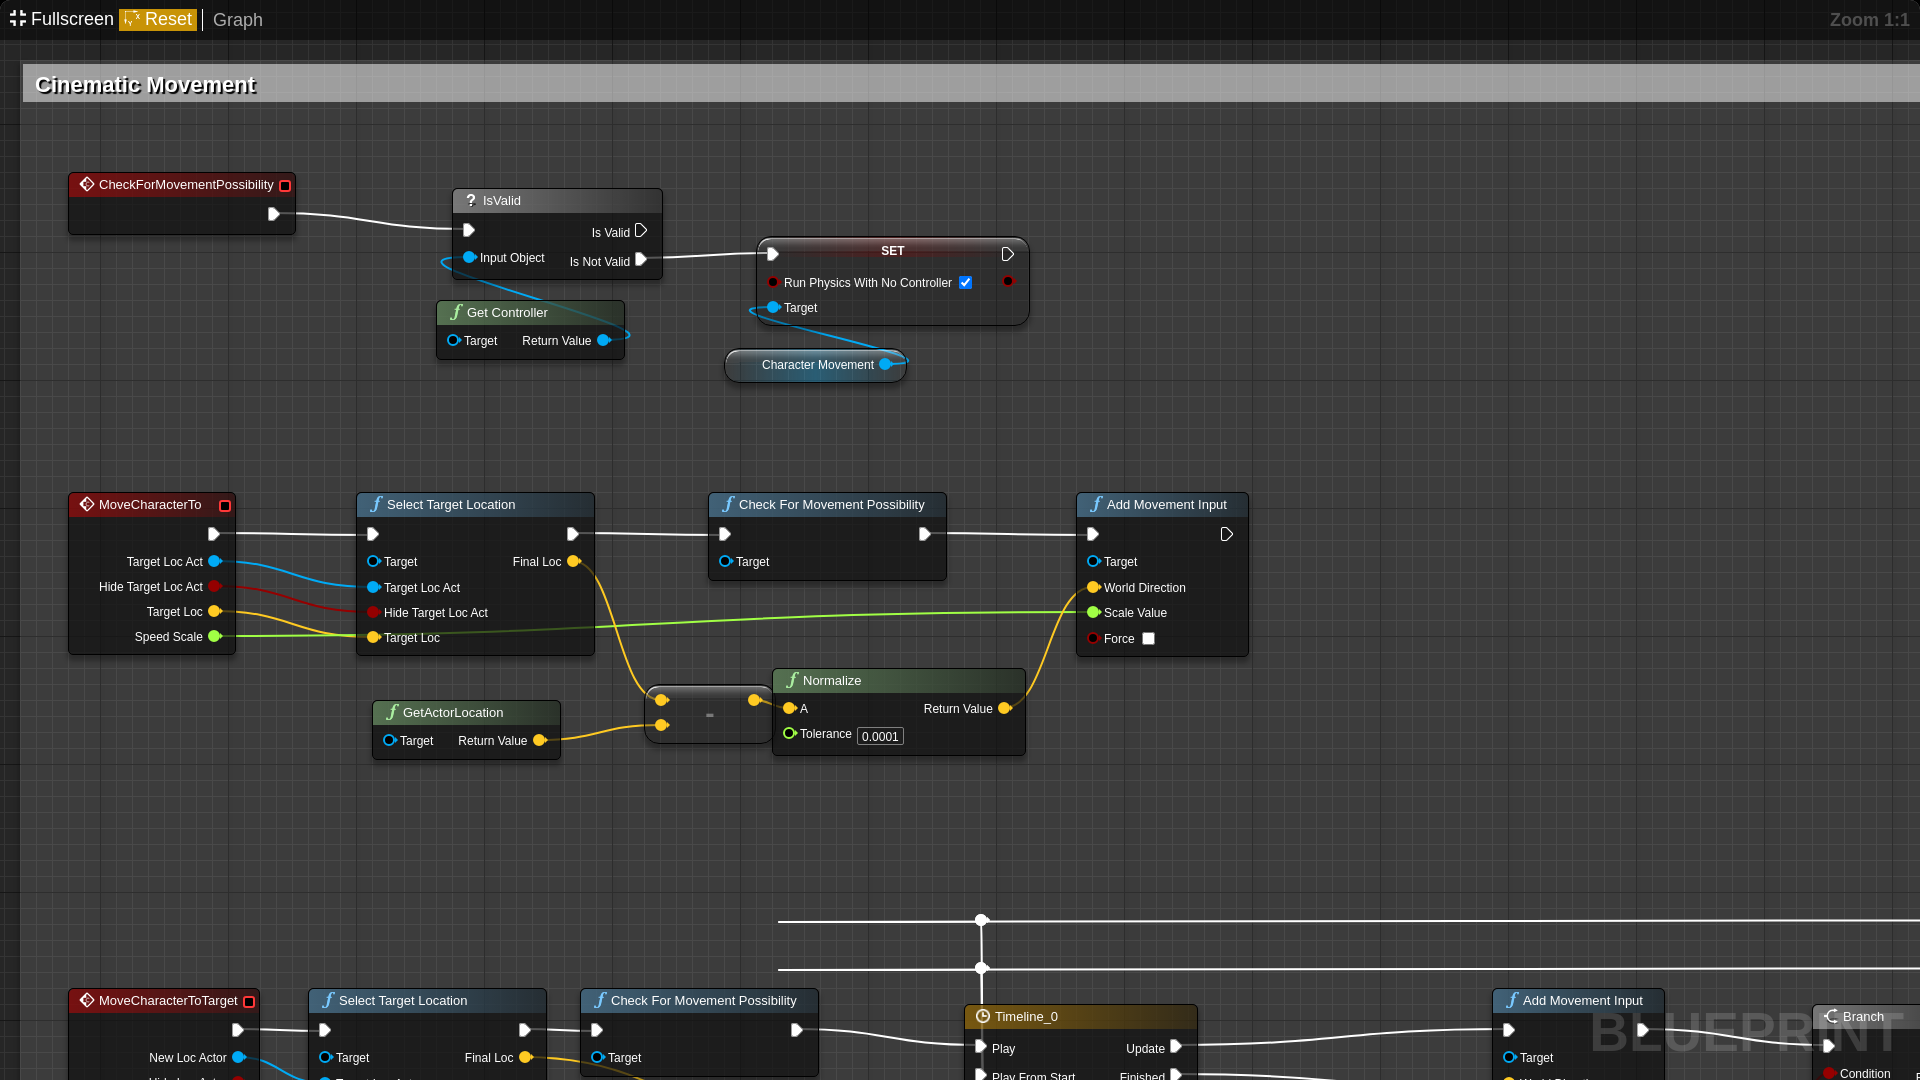 Fullscreen Reset Graph Zoom 1:1
Cinematic Movement
CheckForMovementPossibility
IsValid
Is Valid
Input Object Is Not Valid
Get Controller
Target Return Value
SET
Run Physics With No Controller
Target
Character Movement
MoveCharacterTo
Target Loc Act
Hide Target Loc Act
Target Loc
Speed Scale
Select Target Location
Target Final Loc
Target Loc Act
Hide Target Loc Act
Target Loc
Check For Movement Possibility
Target
Add Movement Input
Target
World Direction
Scale Value
Force
GetActorLocation
Target Return Value
-
Normalize
A Return Value
Tolerance 0.0001
MoveCharacterToTarget
New Loc Actor
Select Target Location
Target Final Loc
Check For Movement Possibility
Target
Timeline_0
Play Update
Play From Start Finished
Add Movement Input
Target
Branch
Condition
BLUEPRINT